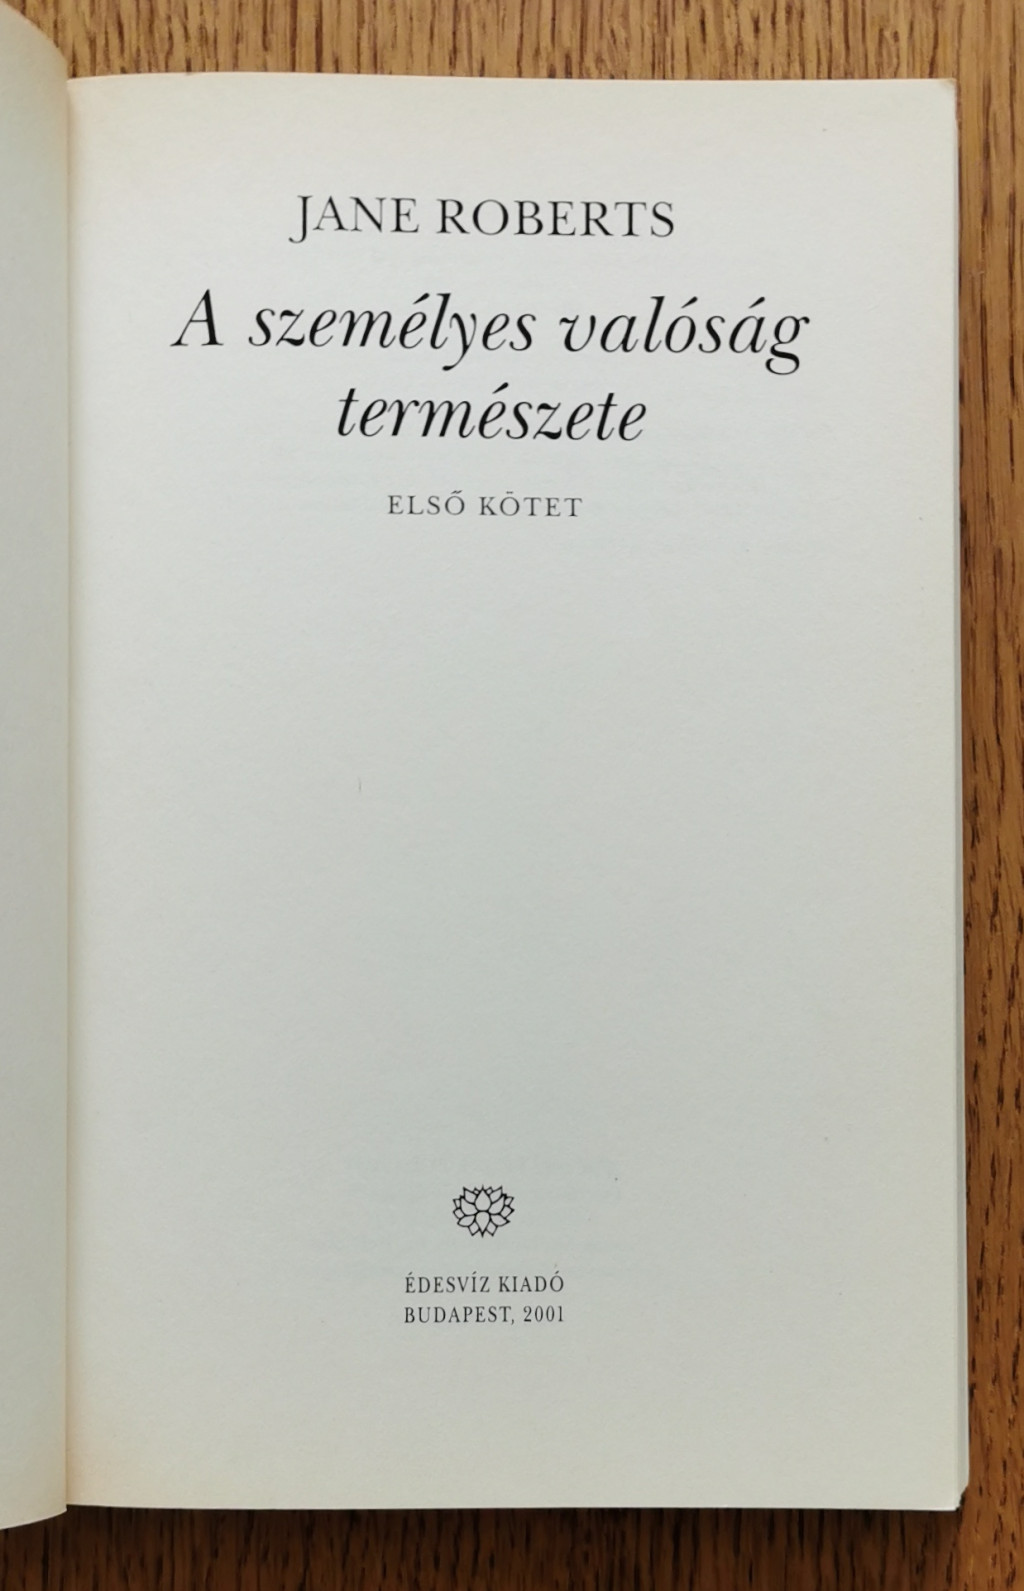 JANE ROBERTS
A személyes valóság
természete
ELSŐ KÖTET
ÉDESVÍZ KIADÓ
BUDAPEST, 2001